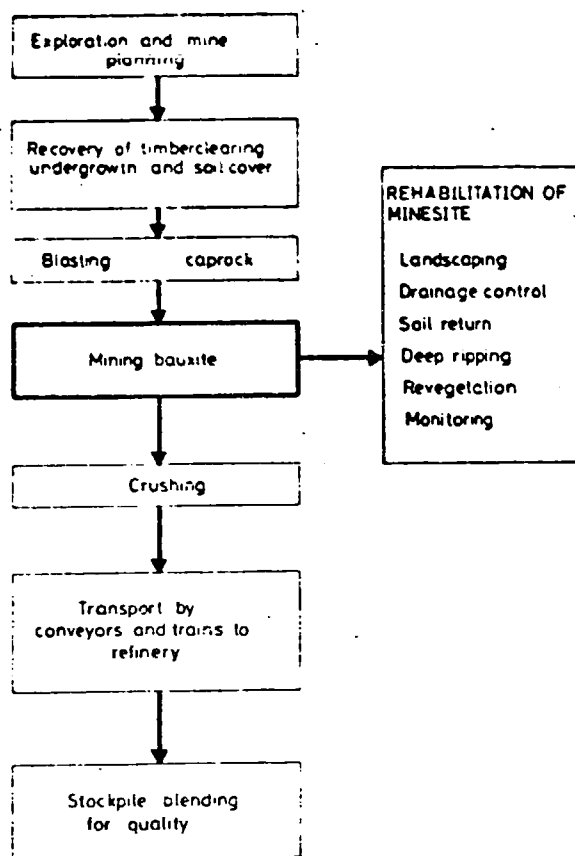 Exploration and mine
planning
Recovery of timberclearing
undergrowth and soil cover
Blasting caprock
Mining bauxite
Crushing
Transport by
conveyors and trains to
refinery
Stockpile blending
for quality
REHABILITATION OF
MINESITE
Landscaping
Drainage control
Soil return
Deep ripping
Revegetation
Monitoring